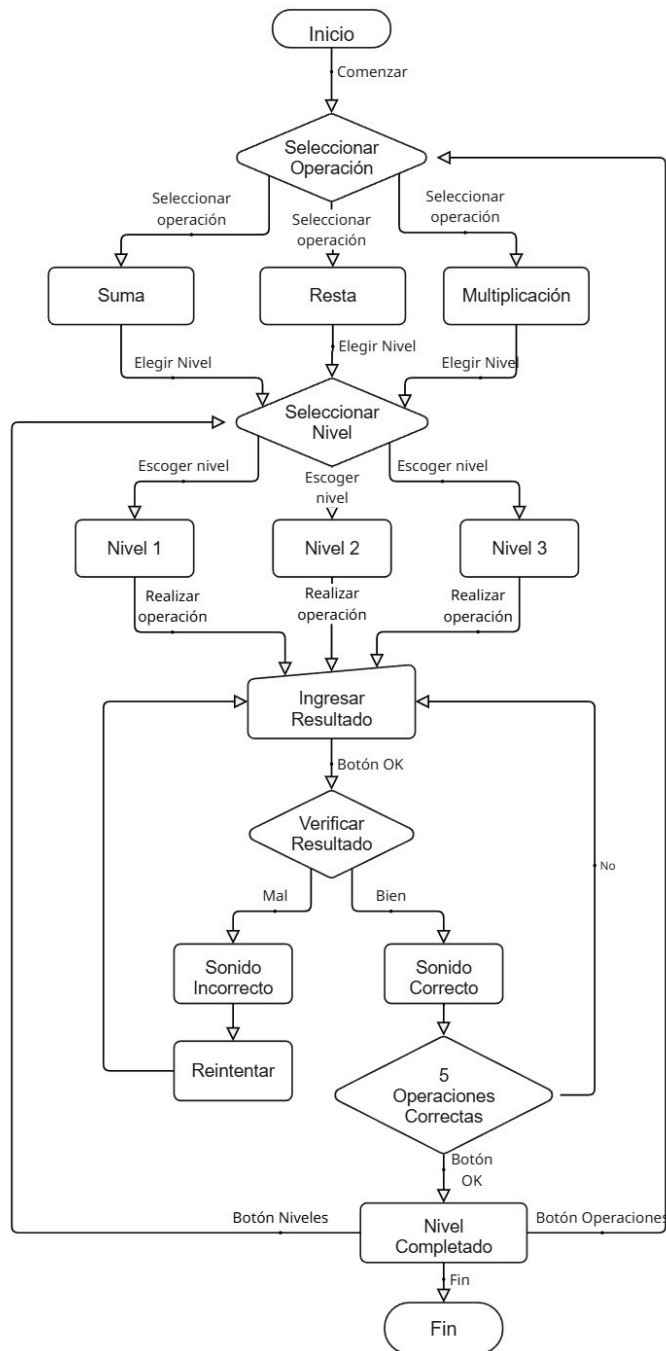 Inicio
Comenzar
Seleccionar
Operación
Seleccionar
operación
Seleccionar
operación
Seleccionar
operación
Suma
Resta
Multiplicación
Elegir Nivel
Elegir Nivel
Elegir Nivel
Seleccionar
Nivel
Escoger nivel
Escoger
nivel
Escoger nivel
Nivel 1
Nivel 2
Nivel 3
Realizar
operación
Realizar
operación
Realizar
operación
Ingresar
Resultado
Botón OK
Verificar
Resultado
No
Mal
Bien
Sonido
Incorrecto
Sonido
Correcto
Reintentar
5
Operaciones
Correctas
Botón
OK
Botón Niveles
Nivel
Completado
Botón Operaciones
Fin
Fin